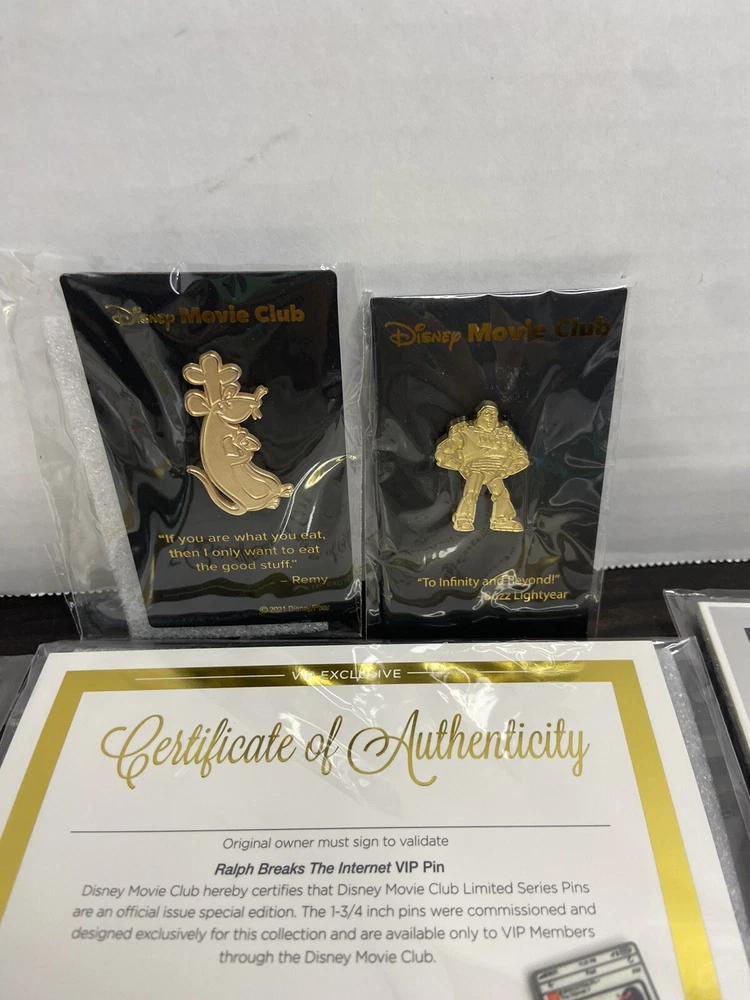 Disney Movie Club
"If you are what you eat,
then I only want to eat
the good stuff."
– Remy
© 2021 Disney/Pixar
Disney Movie Club
"To Infinity and Beyond!"
Buzz Lightyear
VIP EXCLUSIVE
Certificate of Authenticity
Original owner must sign to validate
Ralph Breaks The Internet VIP Pin
Disney Movie Club hereby certifies that Disney Movie Club Limited Series Pins
are an official issue special edition. The 1-3/4 inch pins were commissioned and
designed exclusively for this collection and are available only to VIP Members
through the Disney Movie Club.